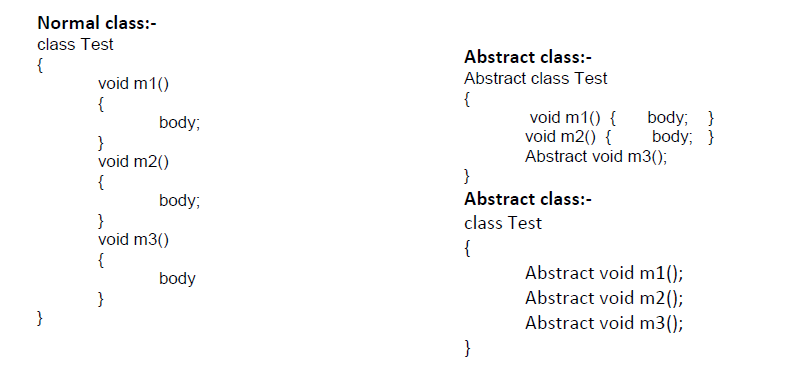 Normal class:-
class Test
{
void m1()
{
body;
}
void m2()
{
body;
}
void m3()
{
body
}
}
Abstract class:-
Abstract class Test
{
void m1() { body; }
void m2() { body; }
Abstract void m3();
}
Abstract class:-
class Test
{
Abstract void m1();
Abstract void m2();
Abstract void m3();
}